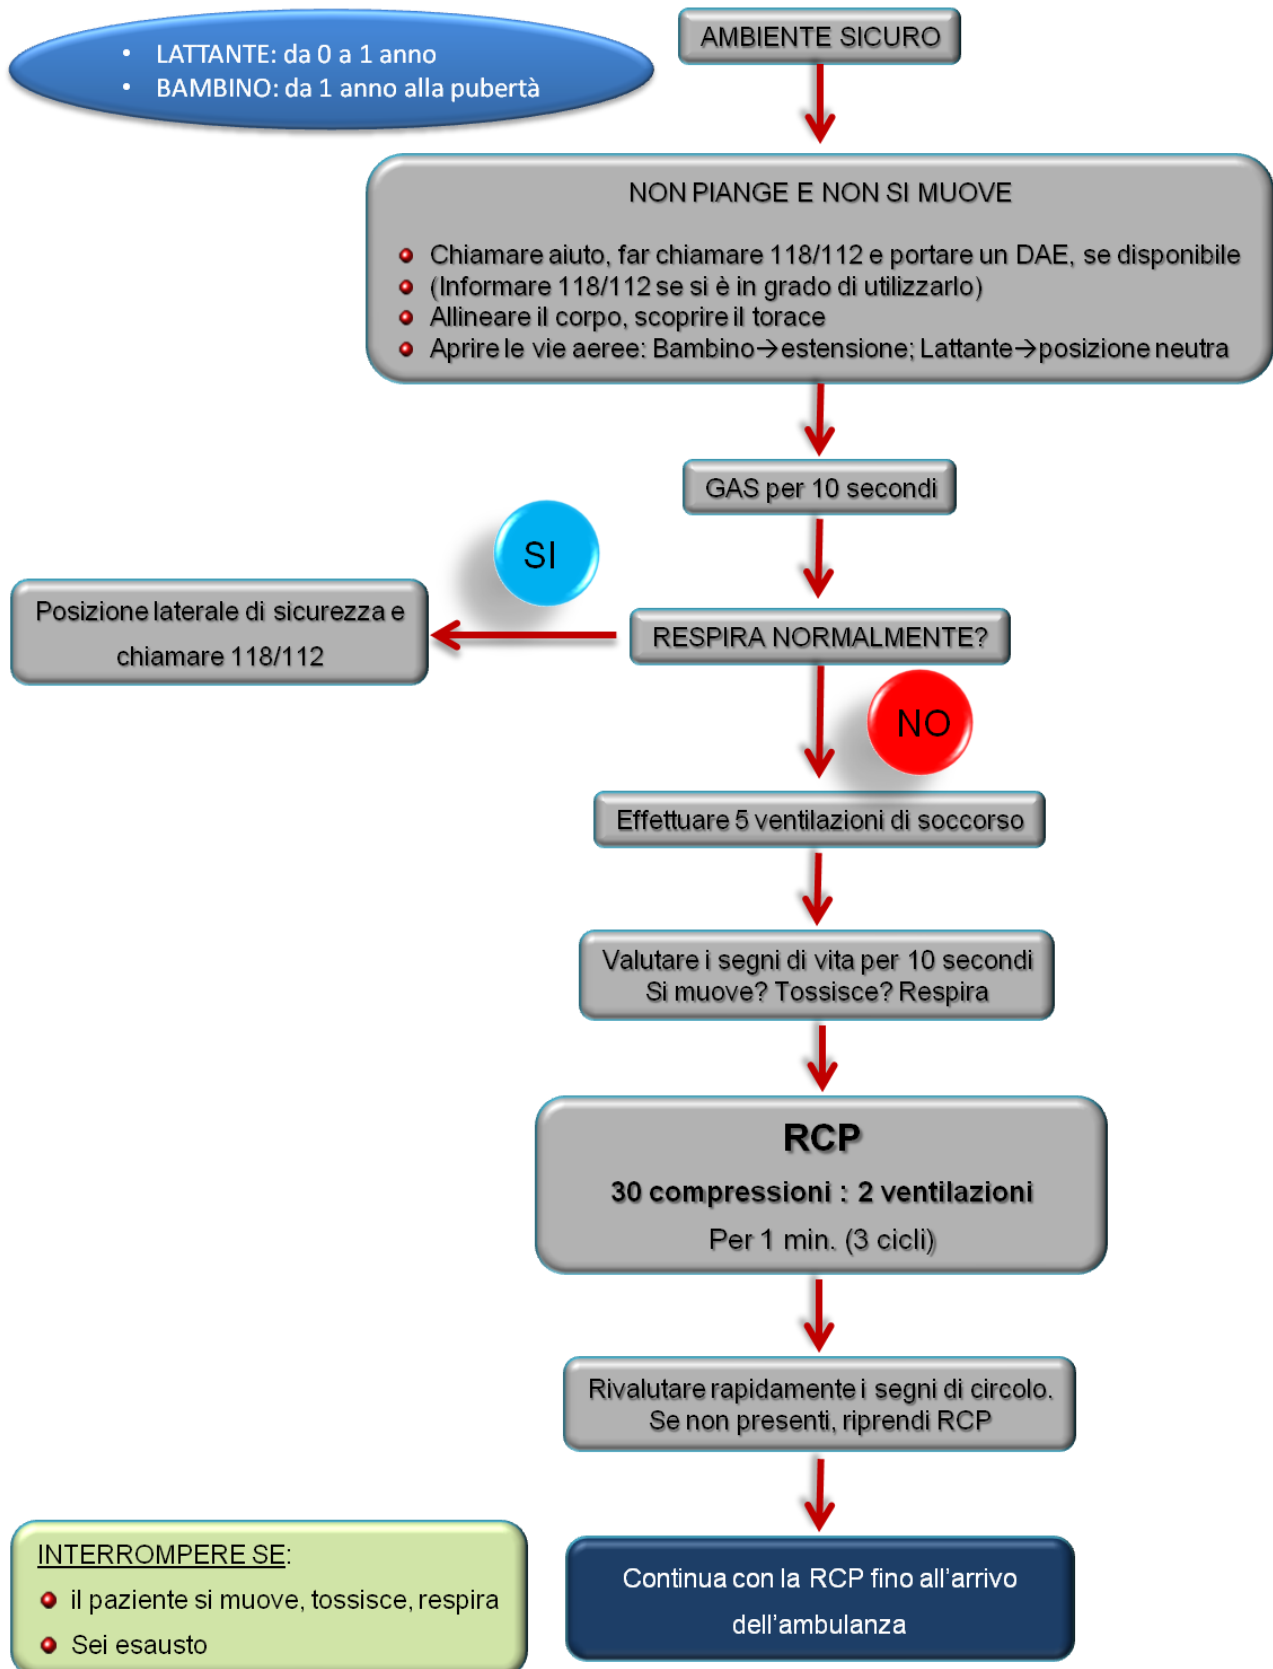 • LATTANTE: da 0 a 1 anno
• BAMBINO: da 1 anno alla pubertà
AMBIENTE SICURO
NON PIANGE E NON SI MUOVE
Chiamare aiuto, far chiamare 118/112 e portare un DAE, se disponibile
(Informare 118/112 se si è in grado di utilizzarlo)
Allineare il corpo, scoprire il torace
Aprire le vie aeree: Bambino→estensione; Lattante→posizione neutra
GAS per 10 secondi
SI
Posizione laterale di sicurezza e
chiamare 118/112
RESPIRA NORMALMENTE?
NO
Effettuare 5 ventilazioni di soccorso
Valutare i segni di vita per 10 secondi
Si muove? Tossisce? Respira
RCP
30 compressioni : 2 ventilazioni
Per 1 min. (3 cicli)
Rivalutare rapidamente i segni di circolo.
Se non presenti, riprendi RCP
INTERROMPERE SE:
il paziente si muove, tossisce, respira
Sei esausto
Continua con la RCP fino all’arrivo
dell’ambulanza